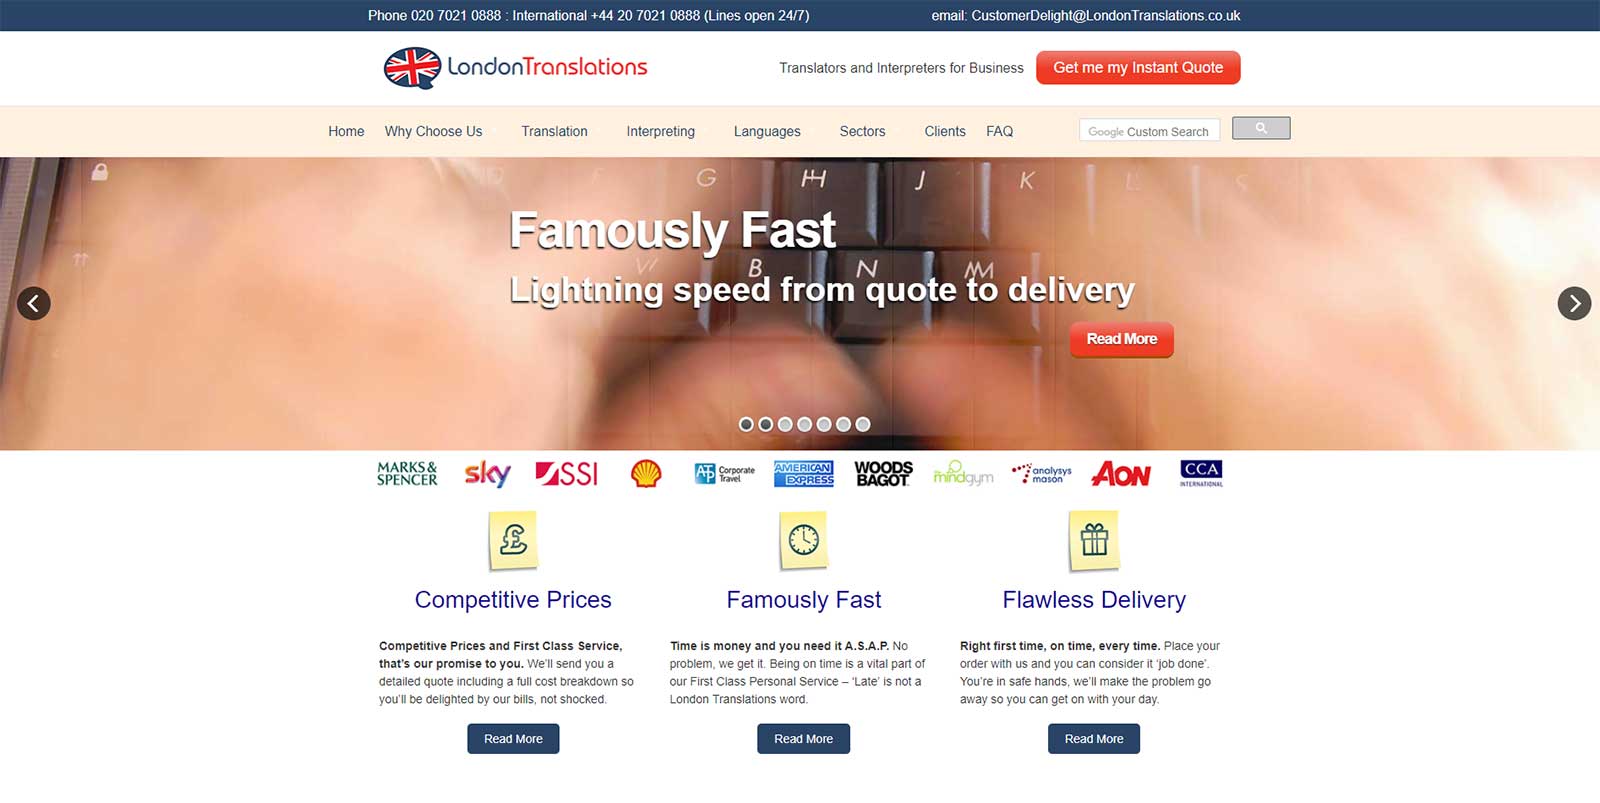 Phone 020 7021 0888 : International +44 20 7021 0888 (Lines open 24/7)
email: CustomerDelight@LondonTranslations.co.uk
LondonTranslations
Translators and Interpreters for Business
Get me my Instant Quote
Home
Why Choose Us
Translation
Interpreting
Languages
Sectors
Clients
FAQ
Google Custom Search
G H J K L
Famously Fast
B N M
Lightning speed from quote to delivery
Read More
MARKS &
SPENCER
sky
SSI
ATP Corporate
Travel
AMERICAN
EXPRESS
WOODS
BAGOT
mindgym
analysys
mason
AON
CCA
INTERNATIONAL
£
Competitive Prices
Competitive Prices and First Class Service,
that’s our promise to you. We’ll send you a
detailed quote including a full cost breakdown so
you’ll be delighted by our bills, not shocked.
Read More
Famously Fast
Time is money and you need it A.S.A.P. No
problem, we get it. Being on time is a vital part of
our First Class Personal Service – ‘Late’ is not a
London Translations word.
Read More
Flawless Delivery
Right first time, on time, every time. Place your
order with us and you can consider it ‘job done’.
You’re in safe hands, we’ll make the problem go
away so you can get on with your day.
Read More